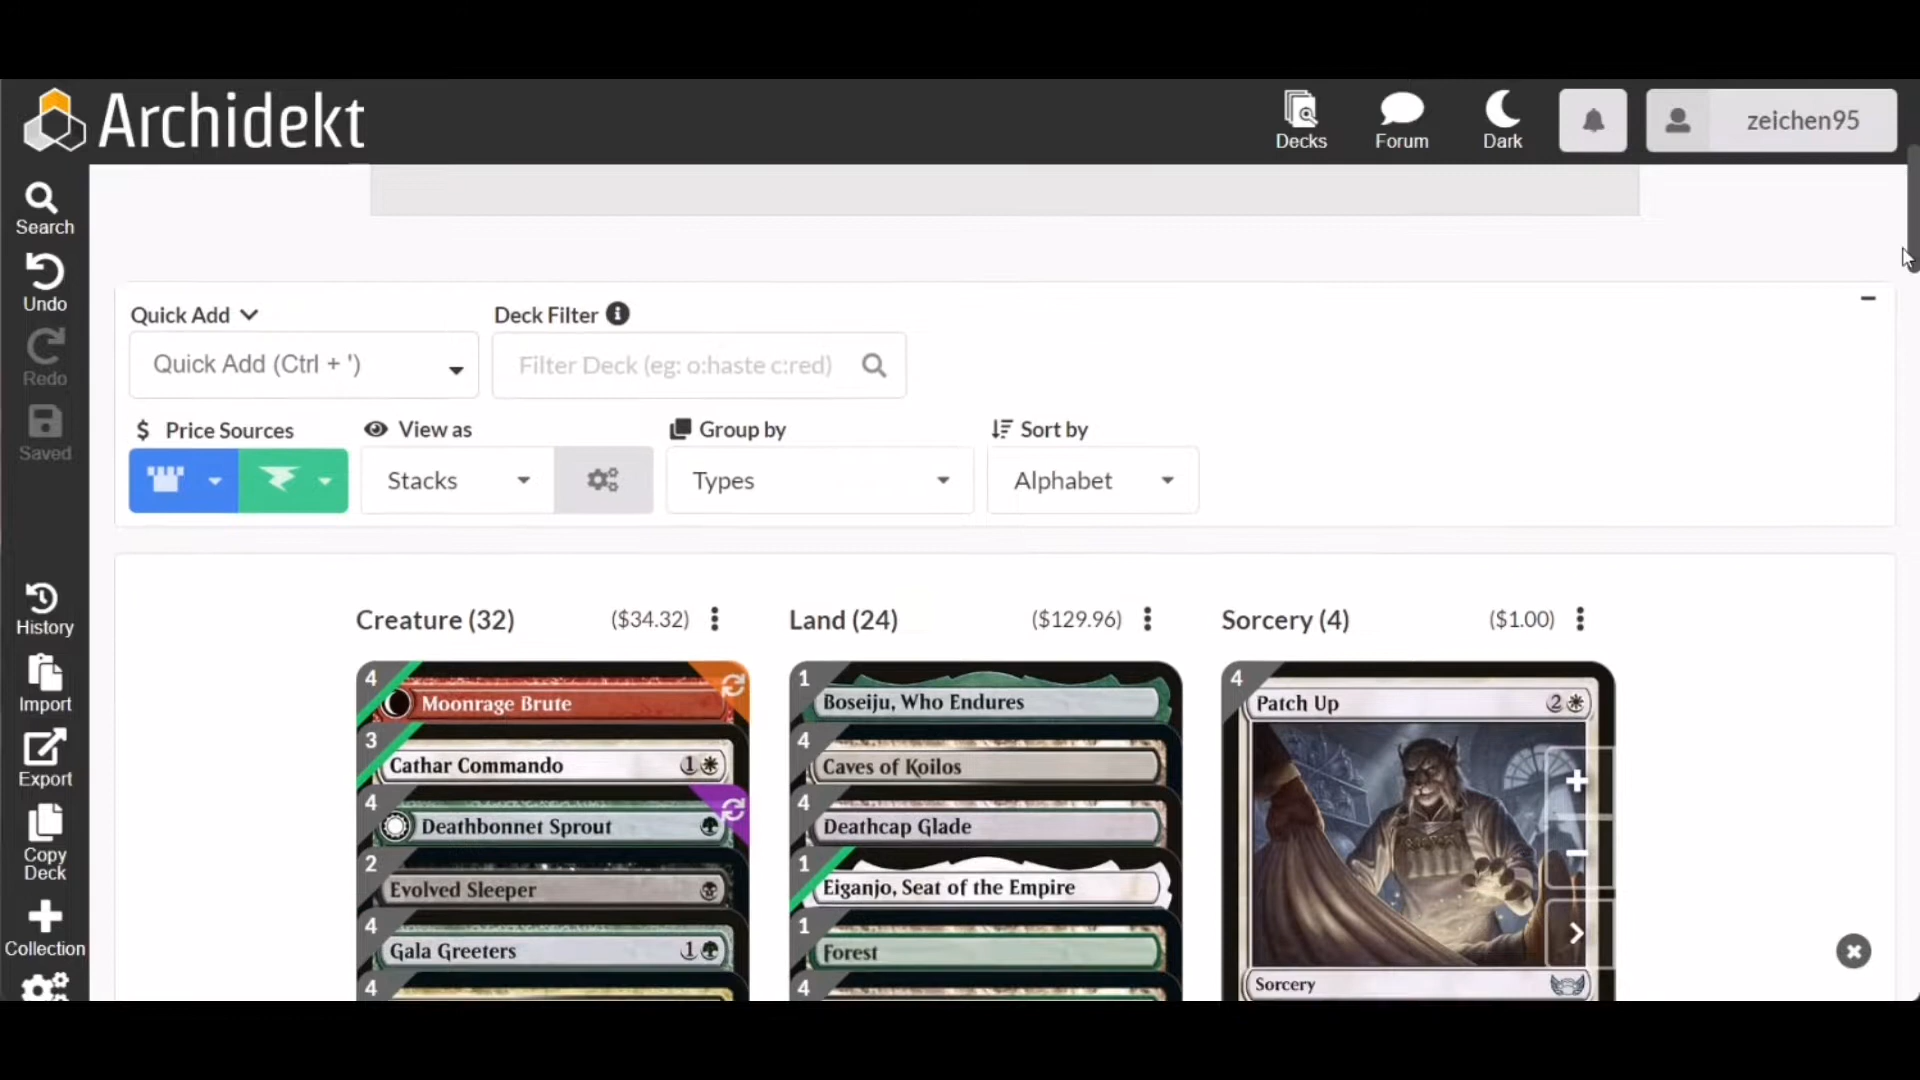 Archidekt
Decks
Forum
Dark
zeichen95
Search
Undo
Redo
Saved
History
Import
Export
Copy
Deck
Collection
Quick Add
Deck Filter
Quick Add (Ctrl + ')
Filter Deck (eg: o:haste c:red)
$ Price Sources
View as
Group by
Sort by
Stacks
Types
Alphabet
Creature (32) ($34.32)
4
Moonrage Brute
3
Cathar Commando 1
4
Deathbonnet Sprout
2
Evolved Sleeper
4
Gala Greeters 1
4
Land (24) ($129.96)
1
Boseiju, Who Endures
4
Caves of Koilos
4
Deathcap Glade
1
Eiganjo, Seat of the Empire
1
Forest
4
Sorcery (4) ($1.00)
4
Patch Up 2
Sorcery